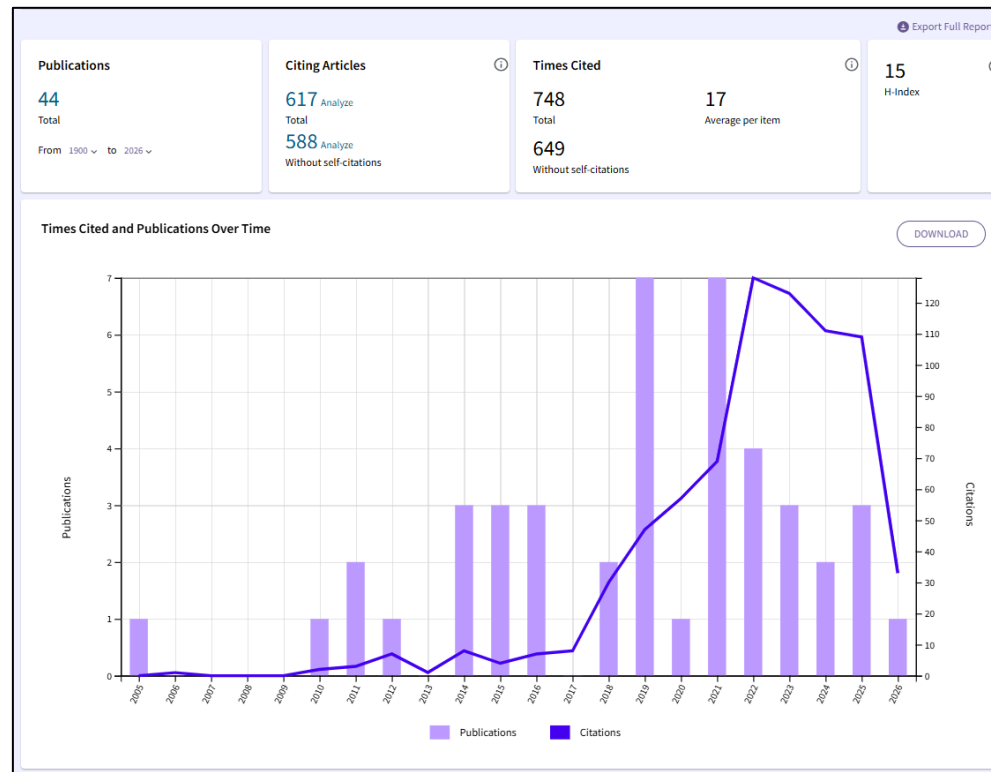 Export Full Report
Publications
44
Total
From 1900 to 2026
Citing Articles
617 Analyze
Total
588 Analyze
Without self-citations
Times Cited
748
Total
17
Average per item
649
Without self-citations
15
H-Index
Times Cited and Publications Over Time
DOWNLOAD
7
6
5
4
3
2
1
0
Publications
120
110
100
90
80
70
60
50
40
30
20
10
0
Citations
2005
2006
2007
2008
2009
2010
2011
2012
2013
2014
2015
2016
2017
2018
2019
2020
2021
2022
2023
2024
2025
2026
Publications
Citations